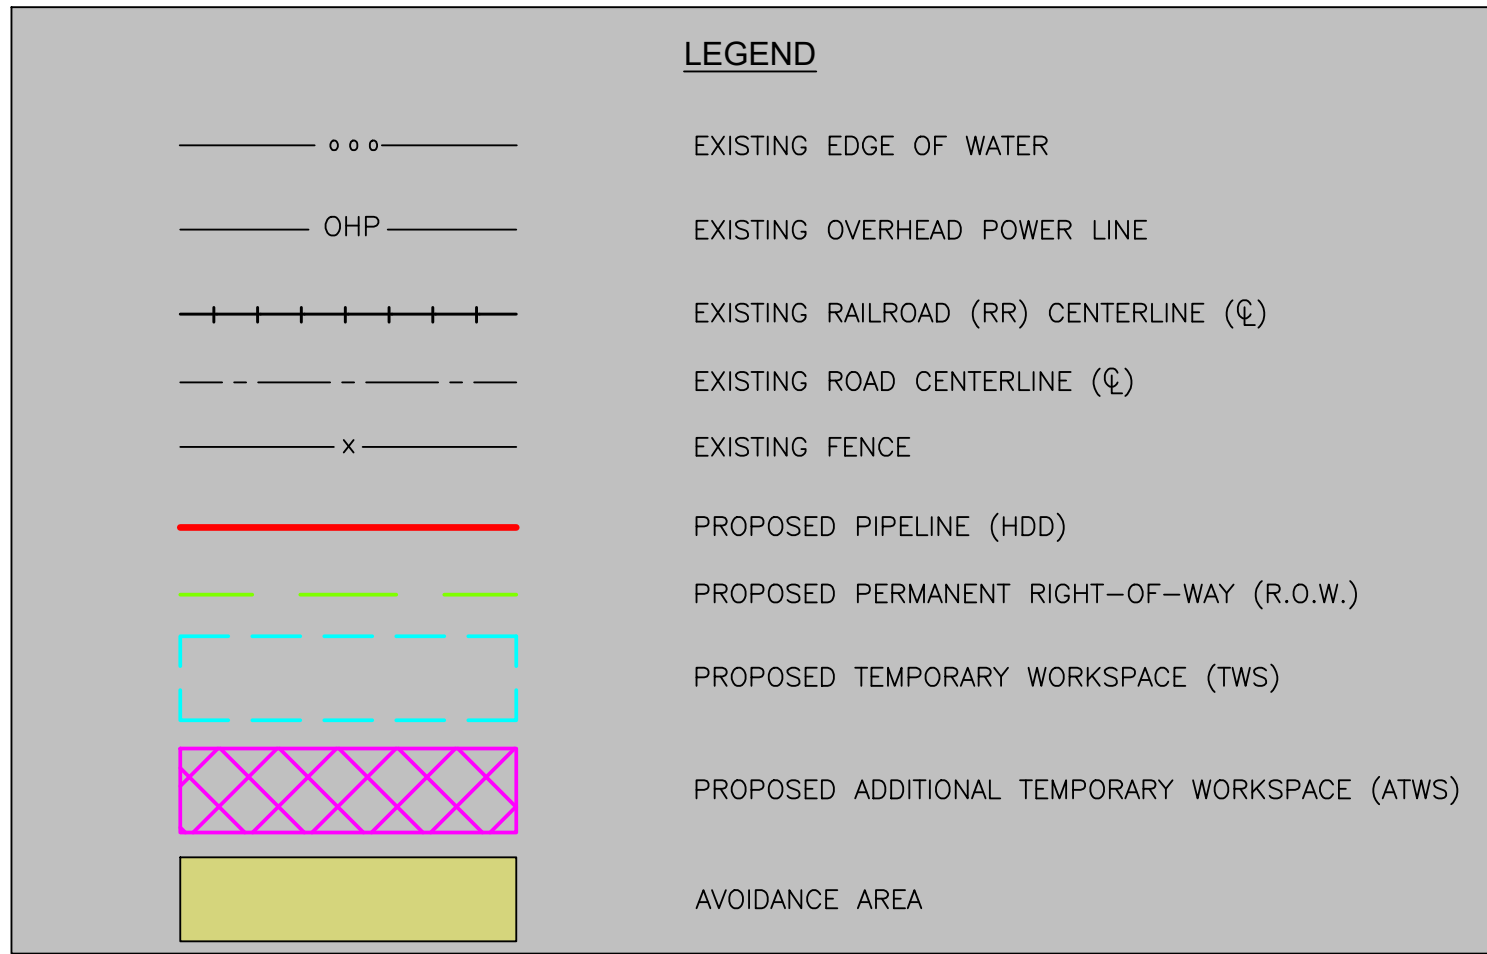 LEGEND
o o o EXISTING EDGE OF WATER
OHP EXISTING OVERHEAD POWER LINE
EXISTING RAILROAD (RR) CENTERLINE (℄)
EXISTING ROAD CENTERLINE (℄)
x EXISTING FENCE
PROPOSED PIPELINE (HDD)
PROPOSED PERMANENT RIGHT-OF-WAY (R.O.W.)
PROPOSED TEMPORARY WORKSPACE (TWS)
PROPOSED ADDITIONAL TEMPORARY WORKSPACE (ATWS)
AVOIDANCE AREA